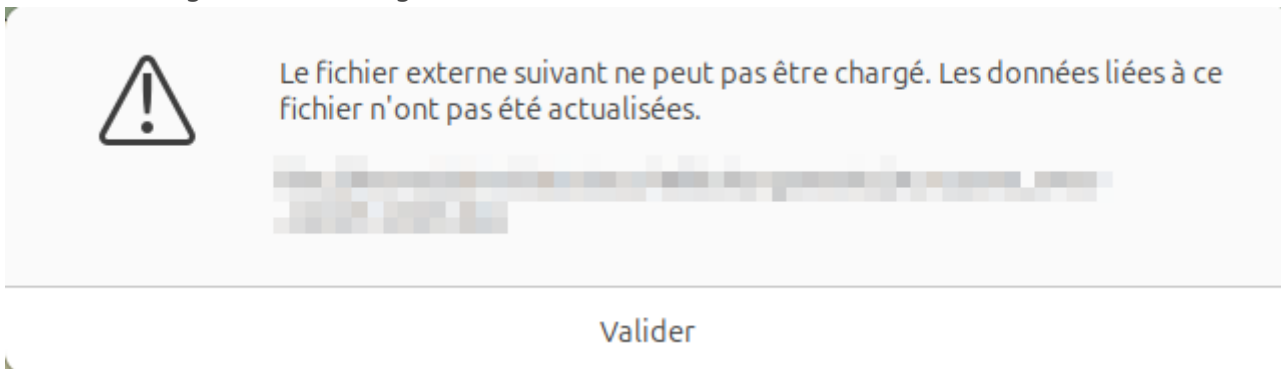 Le fichier externe suivant ne peut pas être chargé. Les données liées à ce
fichier n'ont pas été actualisées.
Valider